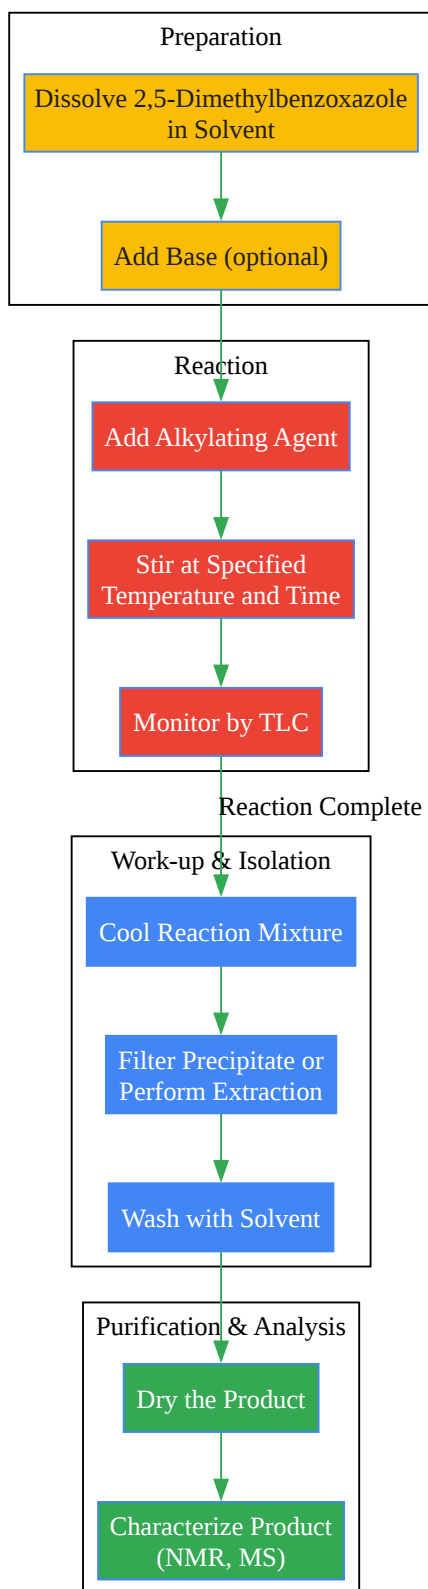 Preparation
Dissolve 2,5-Dimethylbenzoxazole
in Solvent
Add Base (optional)
Reaction
Add Alkylating Agent
Stir at Specified
Temperature and Time
Monitor by TLC
Reaction Complete
Work-up & Isolation
Cool Reaction Mixture
Filter Precipitate or
Perform Extraction
Wash with Solvent
Purification & Analysis
Dry the Product
Characterize Product
(NMR, MS)